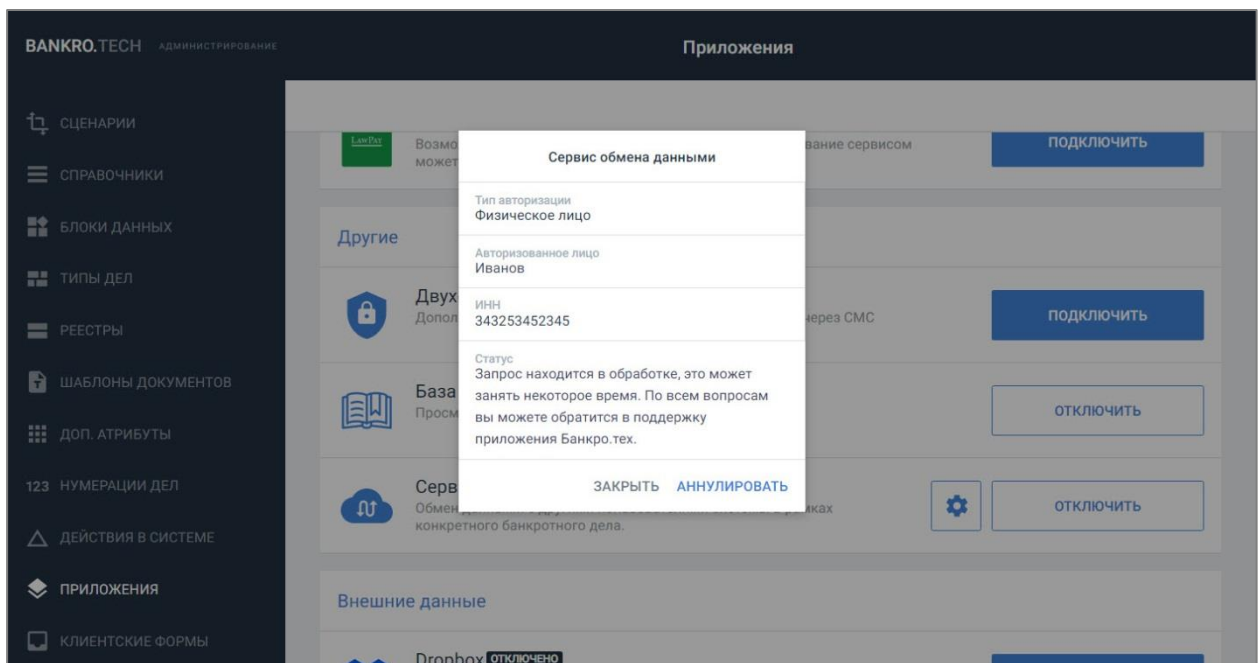 BANKRO.TECH АДМИНИСТРИРОВАНИЕ
Приложения
СЦЕНАРИИ
СПРАВОЧНИКИ
БЛОКИ ДАННЫХ
ТИПЫ ДЕЛ
РЕЕСТРЫ
ШАБЛОНЫ ДОКУМЕНТОВ
ДОП. АТРИБУТЫ
123 НУМЕРАЦИИ ДЕЛ
ДЕЙСТВИЯ В СИСТЕМЕ
ПРИЛОЖЕНИЯ
КЛИЕНТСКИЕ ФОРМЫ
LawPay
ПОДКЛЮЧИТЬ
может
сервисом
Другие
ПОДКЛЮЧИТЬ
через СМС
База
ОТКЛЮЧИТЬ
конкретного банкротного дела.
ОТКЛЮЧИТЬ
Внешние данные
Dropbox ОТКЛЮЧЕНО
Сервис обмена данными
Тип авторизации
Физическое лицо
Авторизованное лицо
Иванов
ИНН
343253452345
Статус
Запрос находится в обработке, это может
занять некоторое время. По всем вопросам
вы можете обратится в поддержку
приложения Банкро.тех.
ЗАКРЫТЬ АННУЛИРОВАТЬ